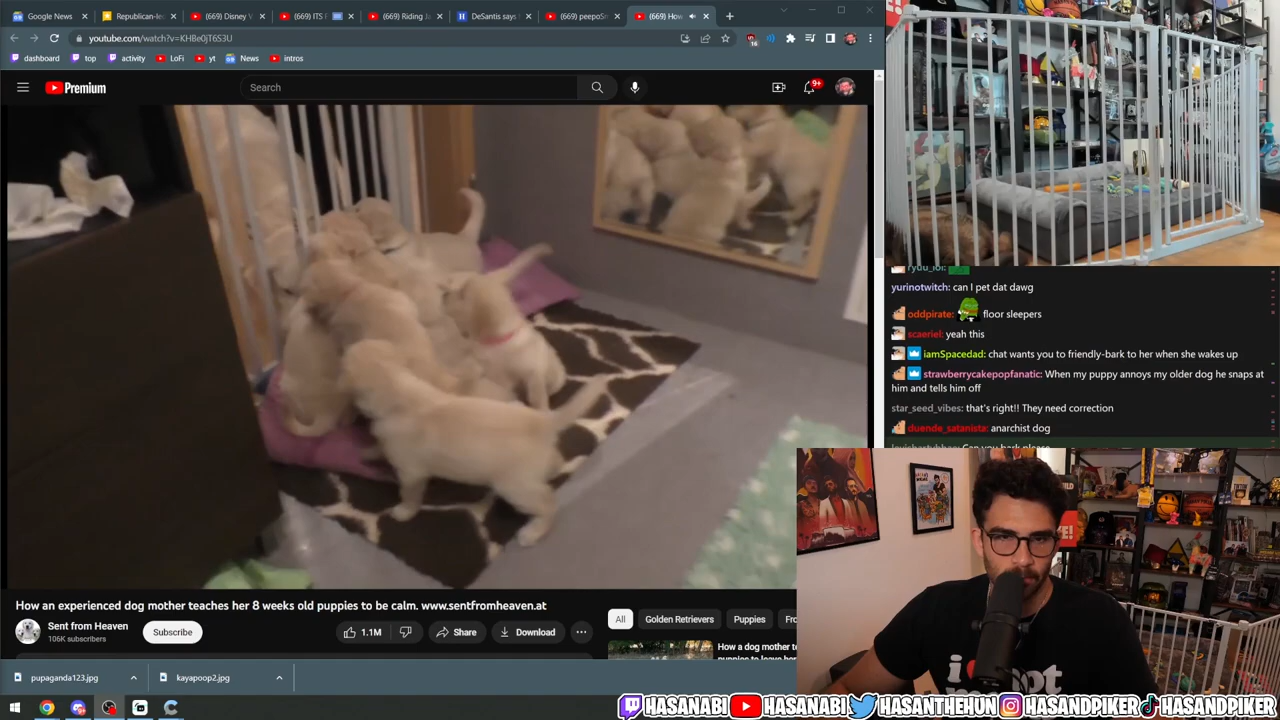 Google News
Republican-led
(669) Disney V
(669) ITS F
(669) Riding Ja
DeSantis says
(669) peepoS
(669) How
youtube.com/watch?v=KHBe0jT6S3U
16
dashboard
top
activity
LoFi
yt
News
intros
Premium
Search
9+
ryuu_lol:
yurinotwitch: can I pet dat dawg
oddpirate: floor sleepers
scaeriel: yeah this
iamSpacedad: chat wants you to friendly-bark to her when she wakes up
strawberrycakepopfanatic: When my puppy annoys my older dog he snaps at
him and tells him off
star_seed_vibes: that's right!! They need correction
duende_satanista: anarchist dog
How an experienced dog mother teaches her 8 weeks old puppies to be calm. www.sentfromheaven.at
Sent from Heaven
106K subscribers
Subscribe
1.1M
Share
Download
All
Golden Retrievers
Puppies
How a dog mother t
puppies to leave her
pupaganda123.jpg
kayapoop2.jpg
HASANABI
HASANABI
HASANTHEHUN
HASANDPIKER
HASANDPIKER